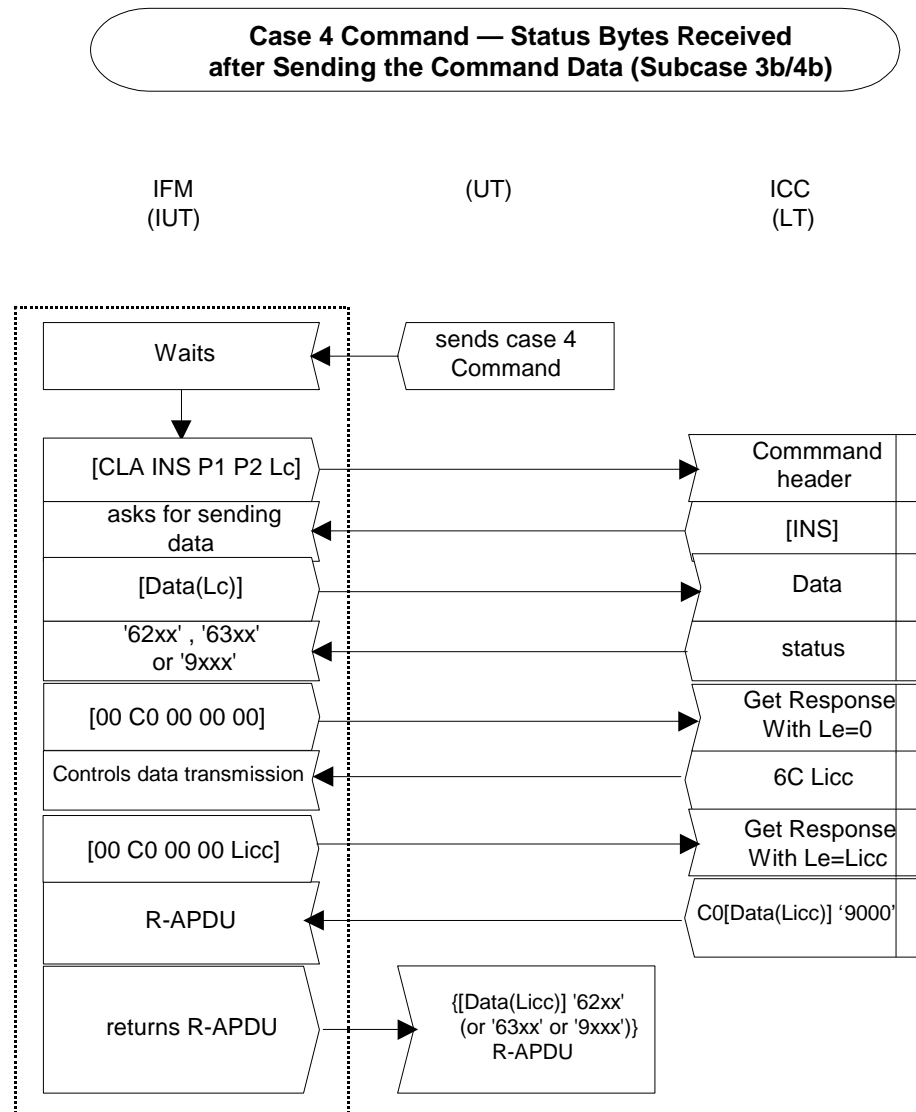 Case 4 Command — Status Bytes Received
after Sending the Command Data (Subcase 3b/4b)
IFM
(IUT)
(UT)
ICC
(LT)
Waits
sends case 4
Command
[CLA INS P1 P2 Lc]
Commmand
header
asks for sending
data
[INS]
[Data(Lc)]
Data
'62xx' , '63xx'
or '9xxx'
status
[00 C0 00 00 00]
Get Response
With Le=0
Controls data transmission
6C Licc
[00 C0 00 00 Licc]
Get Response
With Le=Licc
R-APDU
C0[Data(Licc)] ‘9000’
returns R-APDU
{[Data(Licc)] '62xx'
(or '63xx' or '9xxx')}
R-APDU